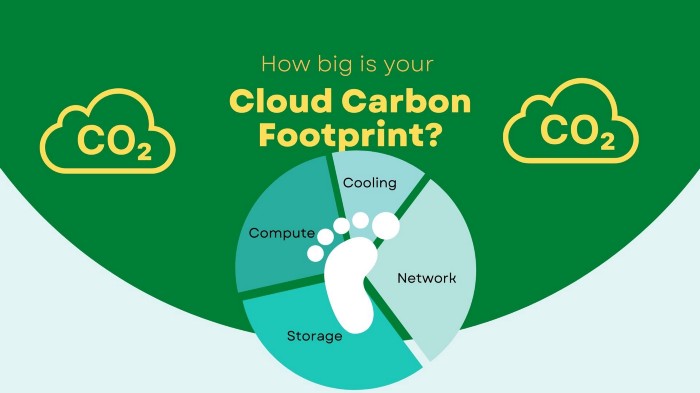 How big is your
Cloud Carbon
Footprint?
CO₂
CO₂
Cooling
Compute
Network
Storage